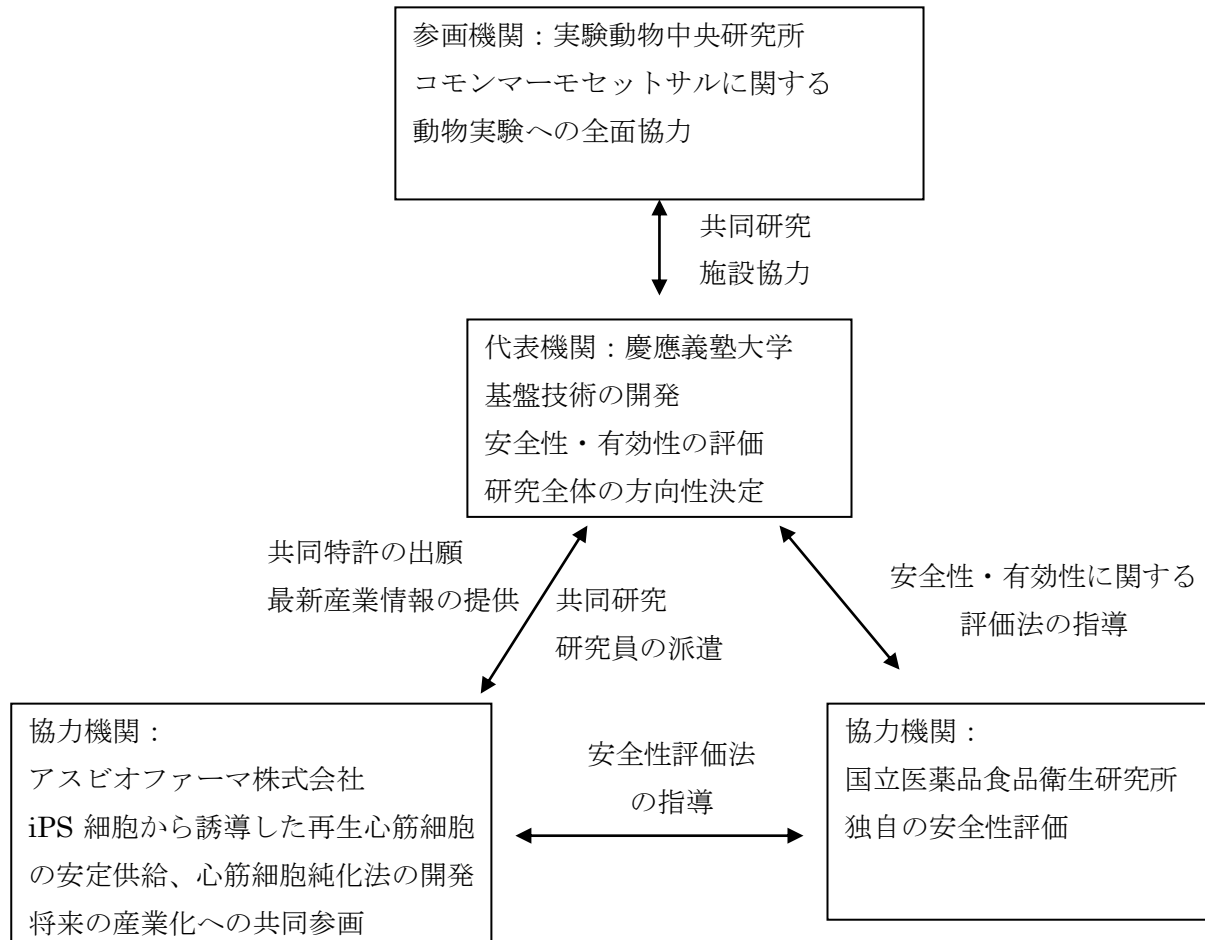 参画機関：実験動物中央研究所
コモンマーモセットサルに関する
動物実験への全面協力
共同研究
施設協力
代表機関：慶應義塾大学
基盤技術の開発
安全性・有効性の評価
研究全体の方向性決定
共同特許の出願
最新産業情報の提供
共同研究
研究員の派遣
安全性・有効性に関する
評価法の指導
協力機関：
アスビオファーマ株式会社
iPS 細胞から誘導した再生心筋細胞
の安定供給、心筋細胞純化法の開発
将来の産業化への共同参画
安全性評価法
の指導
協力機関：
国立医薬品食品衛生研究所
独自の安全性評価